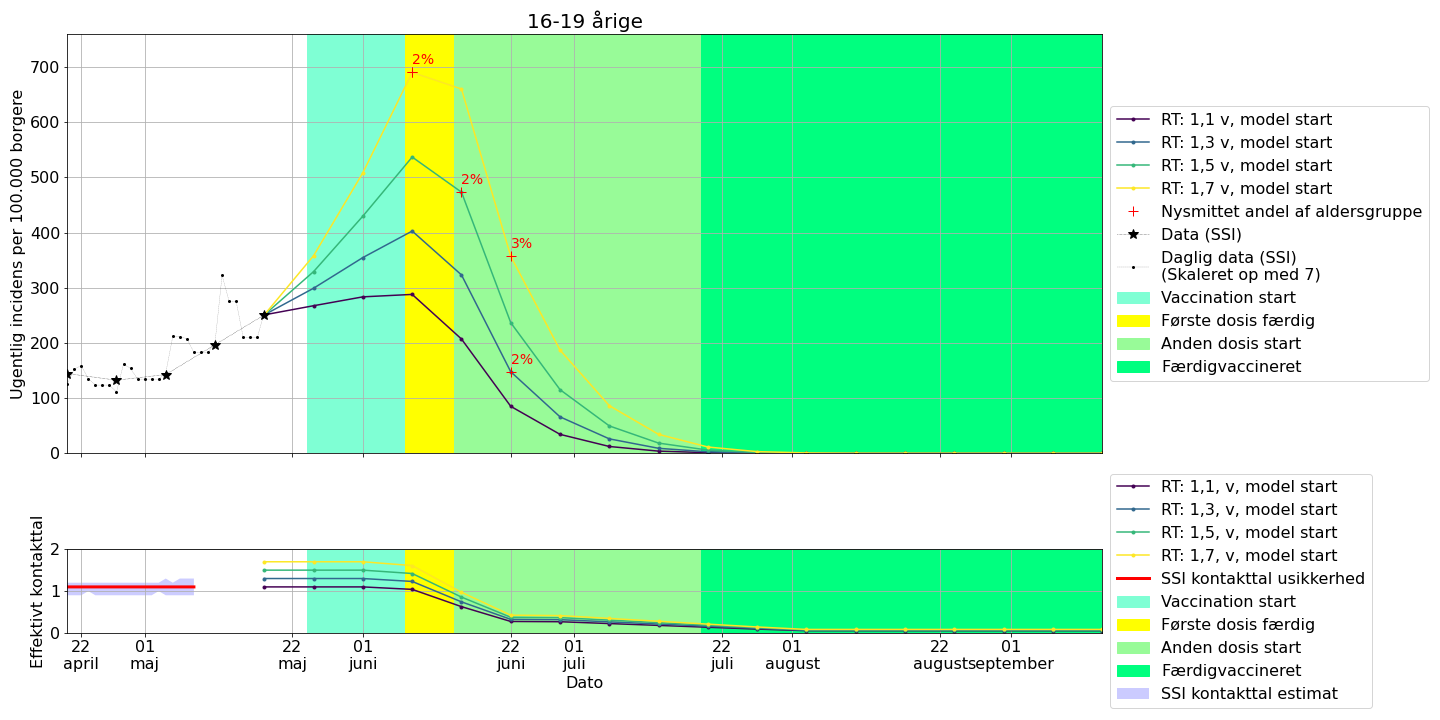 16-19 årige
Ugentlig incidens per 100.000 borgere
700
600
500
400
300
200
100
0
2%
2%
3%
2%
RT: 1,1 v, model start
RT: 1,3 v, model start
RT: 1,5 v, model start
RT: 1,7 v, model start
Nysmittet andel af aldersgruppe
Data (SSI)
Daglig data (SSI)
(Skaleret op med 7)
Vaccination start
Første dosis færdig
Anden dosis start
Færdigvaccineret
Effektivt kontakttal
2
1
0
22 01 22 01 22 01 22 01 22 01
april maj maj juni juni juli juli august august september
Dato
RT: 1,1, v, model start
RT: 1,3, v, model start
RT: 1,5, v, model start
RT: 1,7, v, model start
SSI kontakttal usikkerhed
Vaccination start
Første dosis færdig
Anden dosis start
Færdigvaccineret
SSI kontakttal estimat